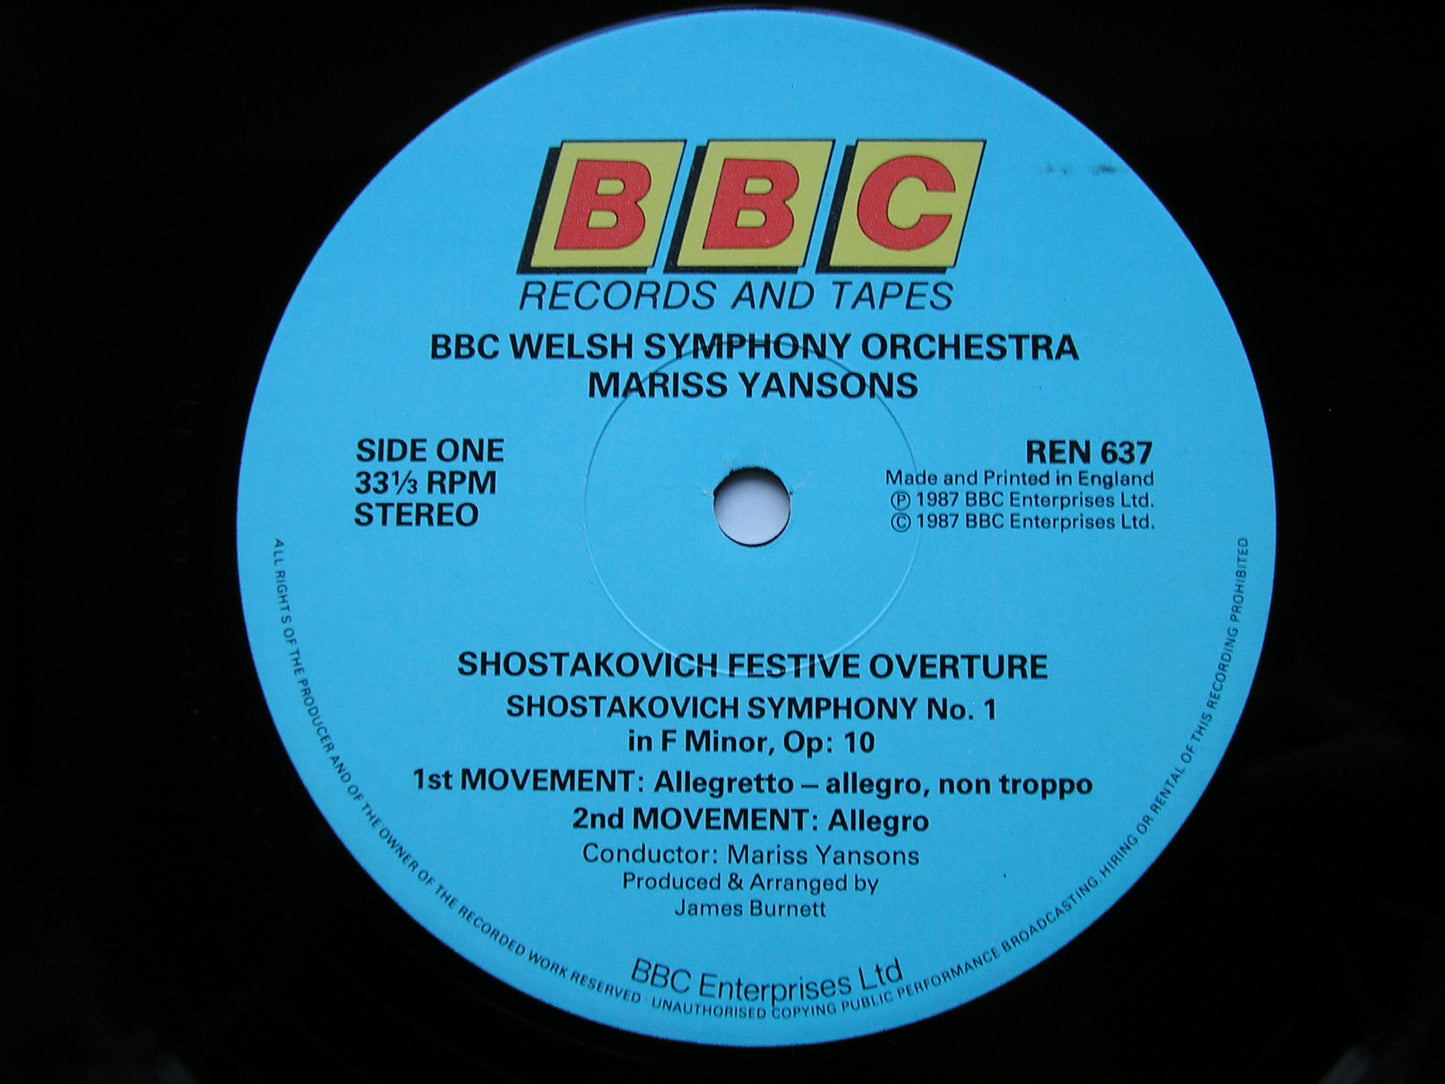 BBC
RECORDS AND TAPES
BBC WELSH SYMPHONY ORCHESTRA
MARISS YANSONS
SIDE ONE
33⅓ RPM
STEREO
REN 637
Made and Printed in England
℗ 1987 BBC Enterprises Ltd.
© 1987 BBC Enterprises Ltd.
SHOSTAKOVICH FESTIVE OVERTURE
SHOSTAKOVICH SYMPHONY No. 1
in F Minor, Op: 10
1st MOVEMENT: Allegretto – allegro, non troppo
2nd MOVEMENT: Allegro
Conductor: Mariss Yansons
Produced & Arranged by
James Burnett
BBC Enterprises Ltd
ALL RIGHTS OF THE PRODUCER AND OF THE OWNER OF THE RECORDED WORK RESERVED · UNAUTHORISED COPYING PUBLIC PERFORMANCE BROADCASTING, HIRING OR RENTAL OF THIS RECORDING PROHIBITED